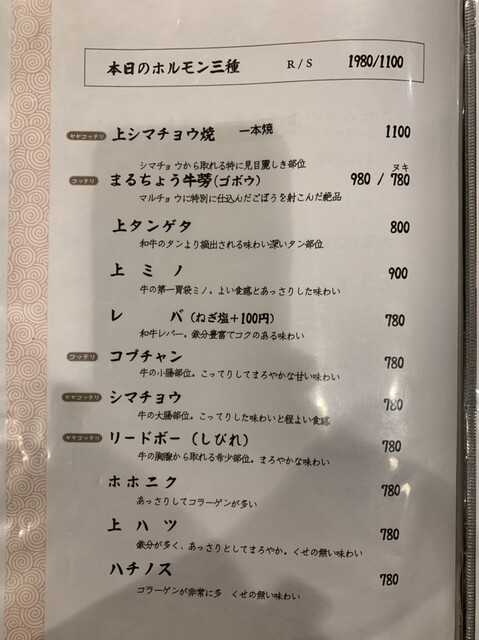 本日のホルモン三種 R/S 1980/1100
ヤヤコッテリ 上シマチョウ焼 一本焼 1100
シマチョウから取れる特に見目麗しき部位
コッテリ まるちょう牛蒡(ゴボウ) 980 / 780 ヌキ
マルチョウに特別に仕込んだごぼうを射こんだ絶品
上タンゲタ 800
和牛のタンより摘出される味わい深いタン部位
上ミノ 900
牛の第一胃袋ミノ。よい食感とあっさりした味わい
レバ (ねぎ塩+100円) 780
和牛レバー。鉄分豊富でコクのある味わい
コッテリ コプチャン 780
牛の小腸部位。こってりしてまろやかな甘い味わい
ヤヤコッテリ シマチョウ 780
牛の大腸部位。こってりした味わいと程よい食感
ヤヤコッテリ リードボー(しびれ) 780
牛の胸腺から取れる希少部位。まろやかな味わい
ホホニク 780
あっさりしてコラーゲンが多い
上ハツ 780
鉄分が多く、あっさりとしてまろやか。くせの無い味わい
ハチノス 780
コラーゲンが非常に多 くせの無い味わい